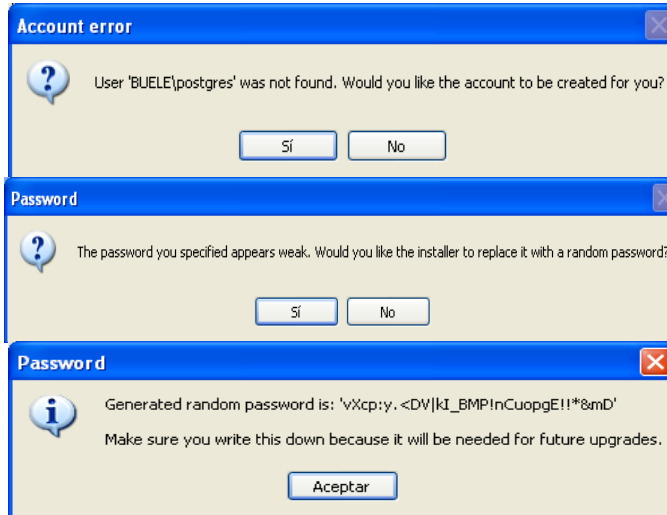 Account error
User 'BUELE\postgres' was not found. Would you like the account to be created for you?
Sí No
Password
The password you specified appears weak. Would you like the installer to replace it with a random password?
Sí No
Password
Generated random password is: 'vXcp:y.<DV|kI_BMP!nCuopgE!!*&mD'
Make sure you write this down because it will be needed for future upgrades.
Aceptar